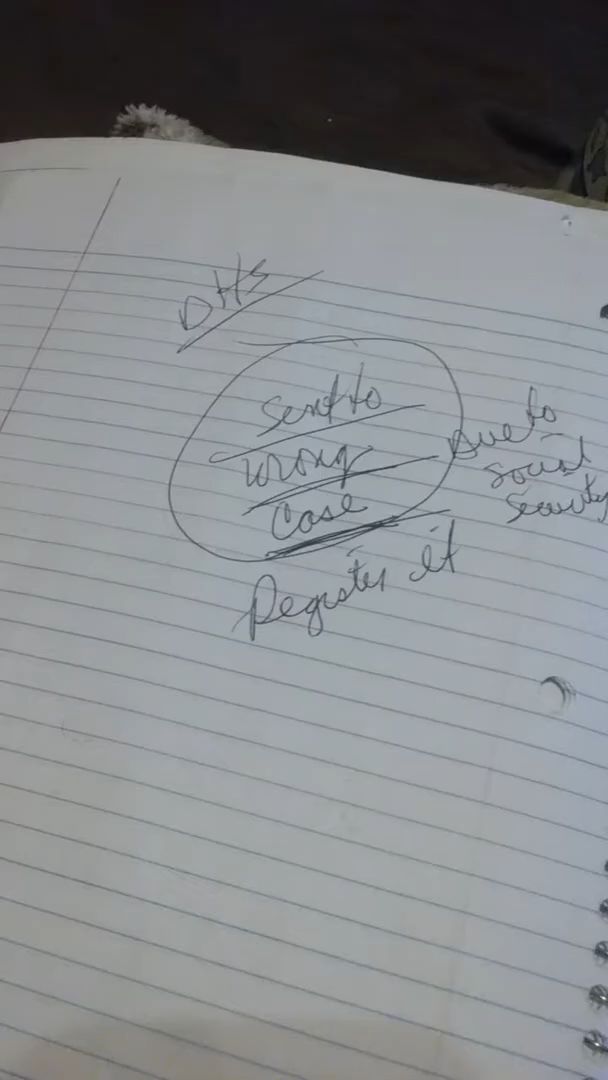 DHS
Sent to
wrong
Case
Due to
Social
Security
Register it